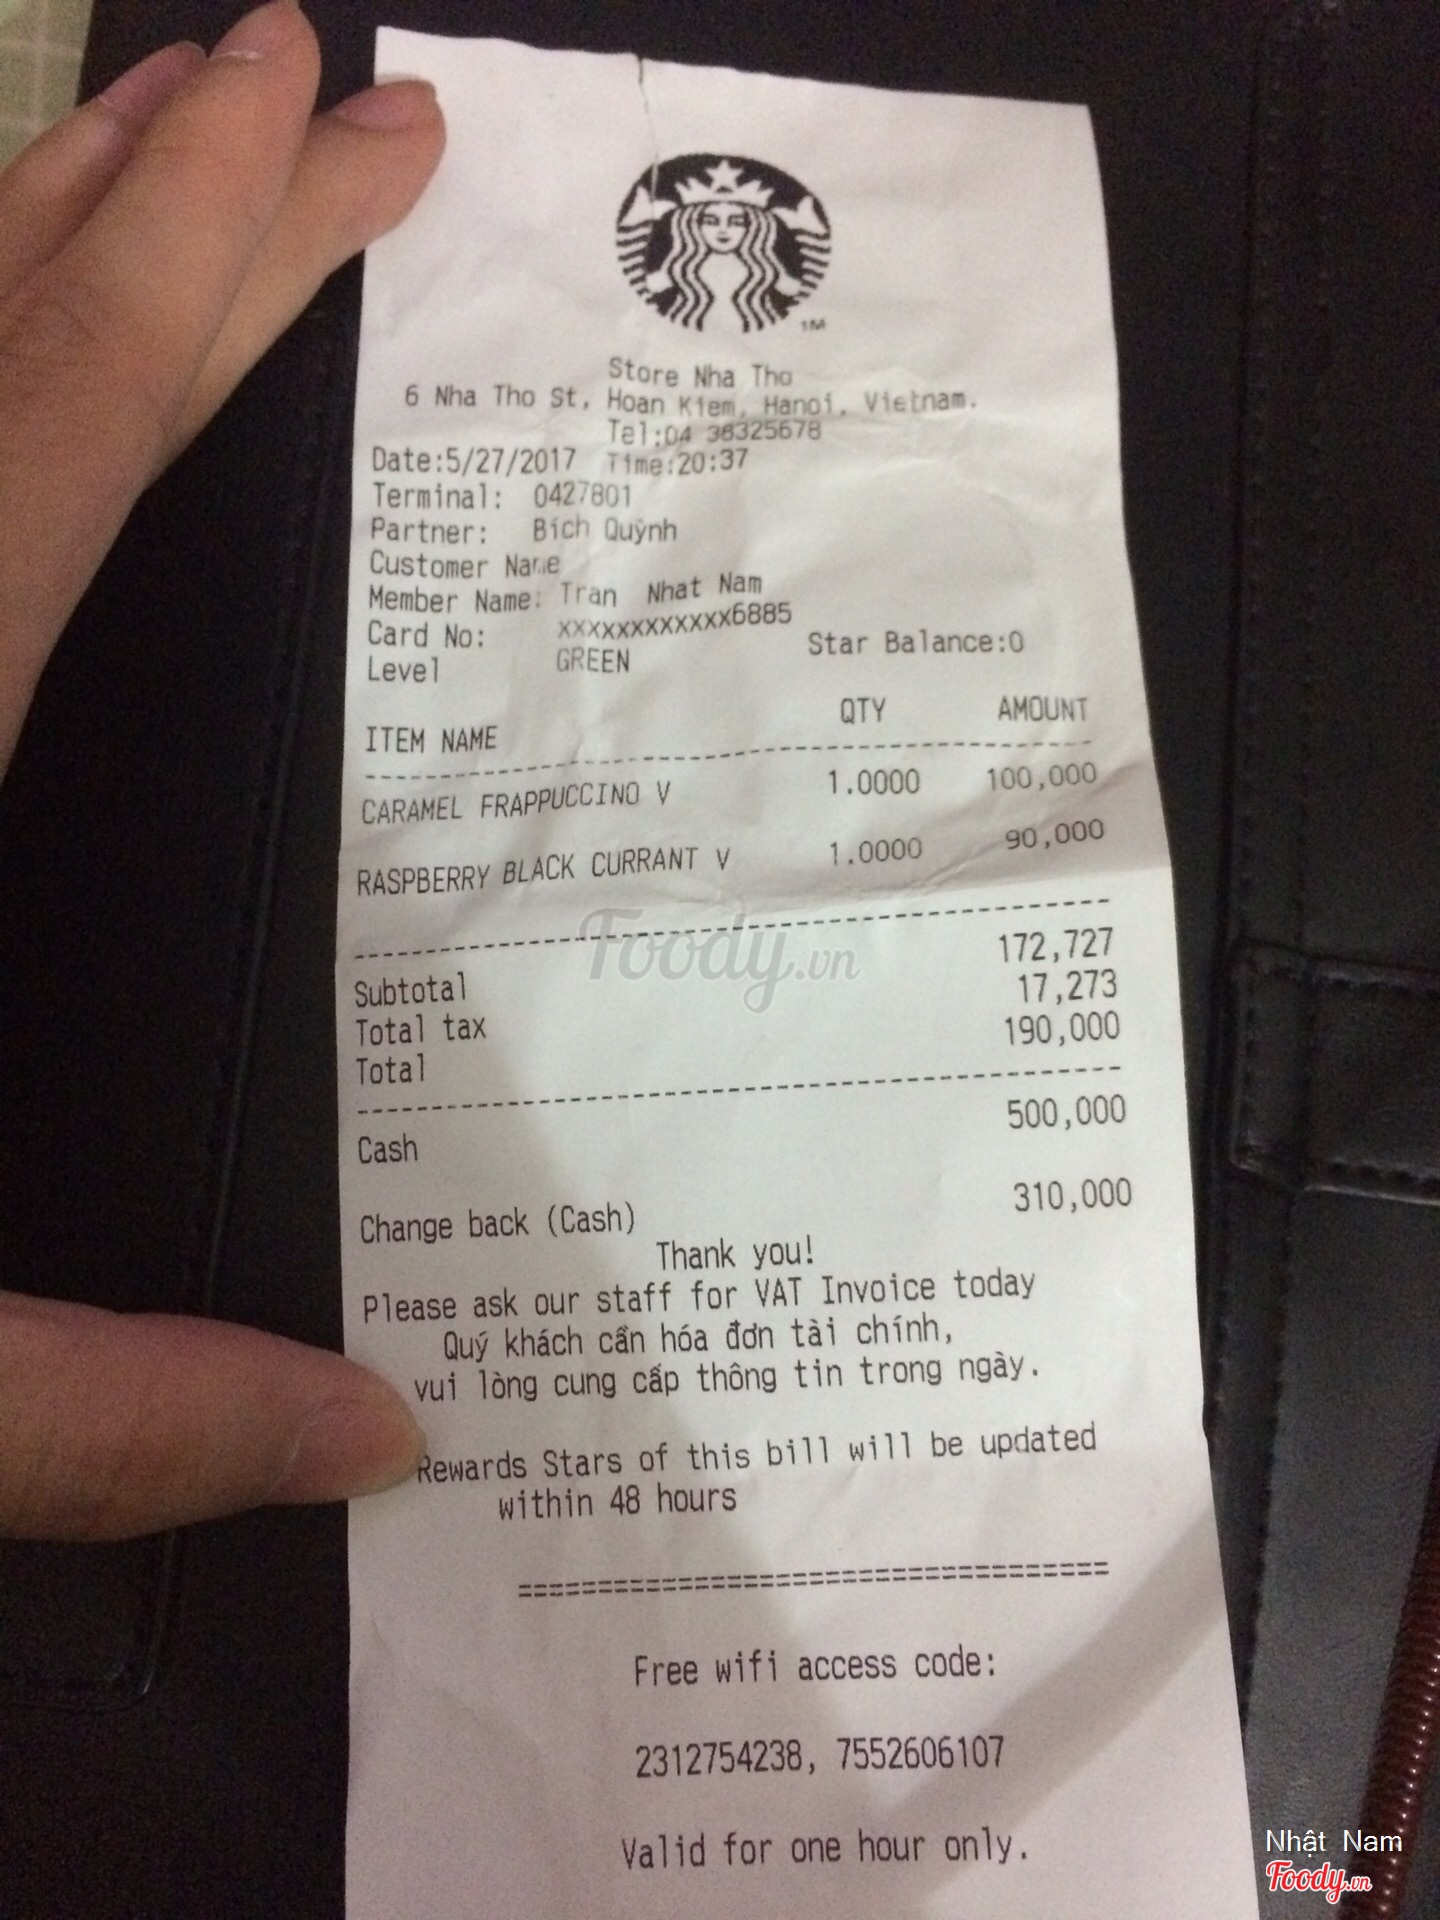 TM
Store Nha Tho
6 Nha Tho St, Hoan Kiem, Hanoi, Vietnam.
Tel:04 36325678
Date:5/27/2017 Time:20:37
Terminal: 0427801
Partner: Bích Quỳnh
Customer Name
Member Name: Tran Nhat Nam
Card No: xxxxxxxxxxxx6885
Level GREEN Star Balance:0
ITEM NAME QTY AMOUNT
CARAMEL FRAPPUCCINO V 1.0000 100,000
RASPBERRY BLACK CURRANT V 1.0000 90,000
Foody.vn
Subtotal 172,727
Total tax 17,273
Total 190,000
Cash 500,000
Change back (Cash) 310,000
Thank you!
Please ask our staff for VAT Invoice today
Quý khách cần hóa đơn tài chính,
vui lòng cung cấp thông tin trong ngày.
Rewards Stars of this bill will be updated
within 48 hours
==================================
Free wifi access code:
2312754238, 7552606107
Valid for one hour only.
Nhật Nam
Foody.vn